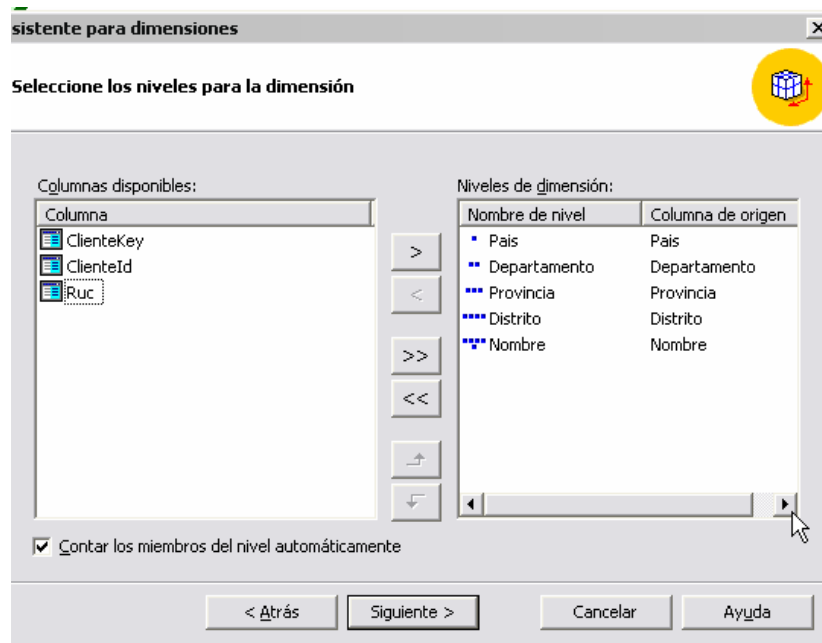 sistente para dimensiones
Seleccione los niveles para la dimensión
Columnas disponibles:
Niveles de dimensión:
Columna
Nombre de nivel Columna de origen
ClienteKey
ClienteId
Ruc
Pais Pais
Departamento Departamento
Provincia Provincia
Distrito Distrito
Nombre Nombre
>
<
>>
<<
Contar los miembros del nivel automáticamente
< Atrás Siguiente > Cancelar Ayuda